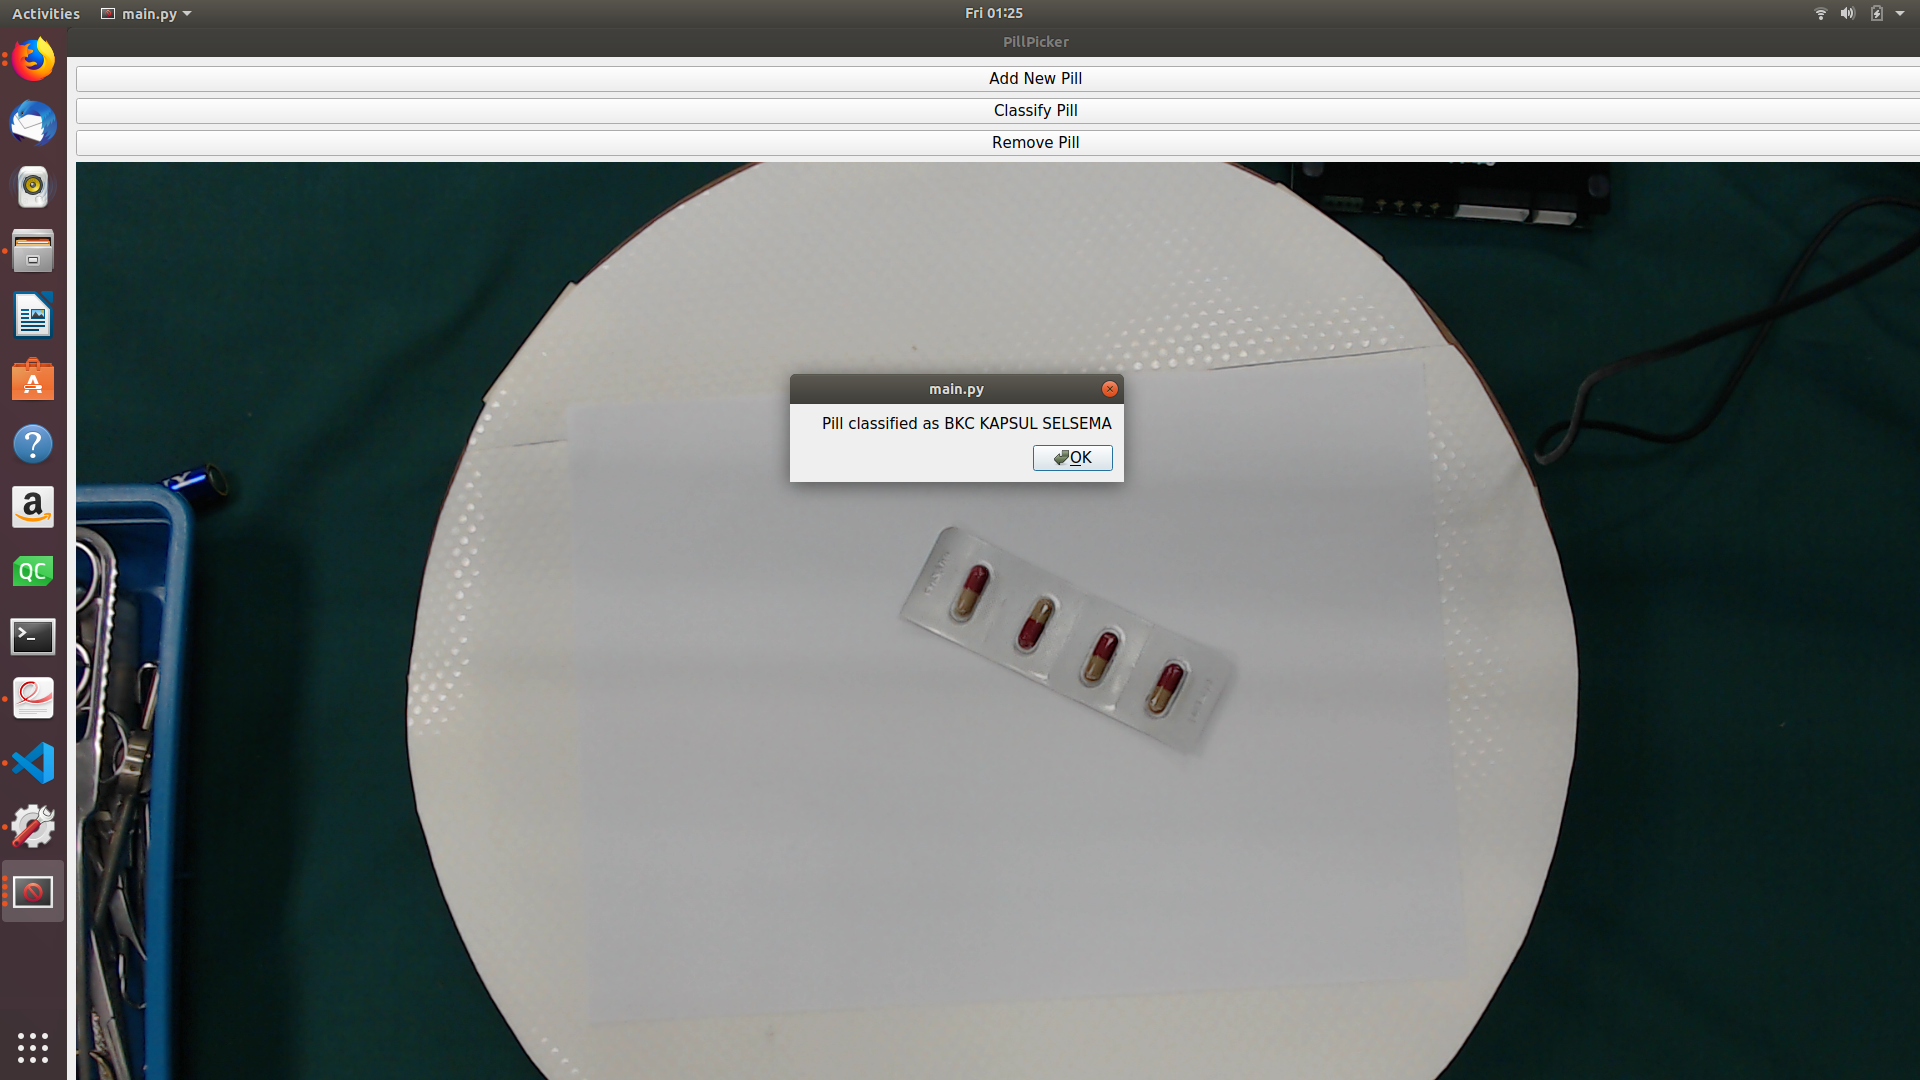 Activities
main.py
Fri 01:25
PillPicker
Add New Pill
Classify Pill
Remove Pill
main.py
Pill classified as BKC KAPSUL SELSEMA
OK
a
QC